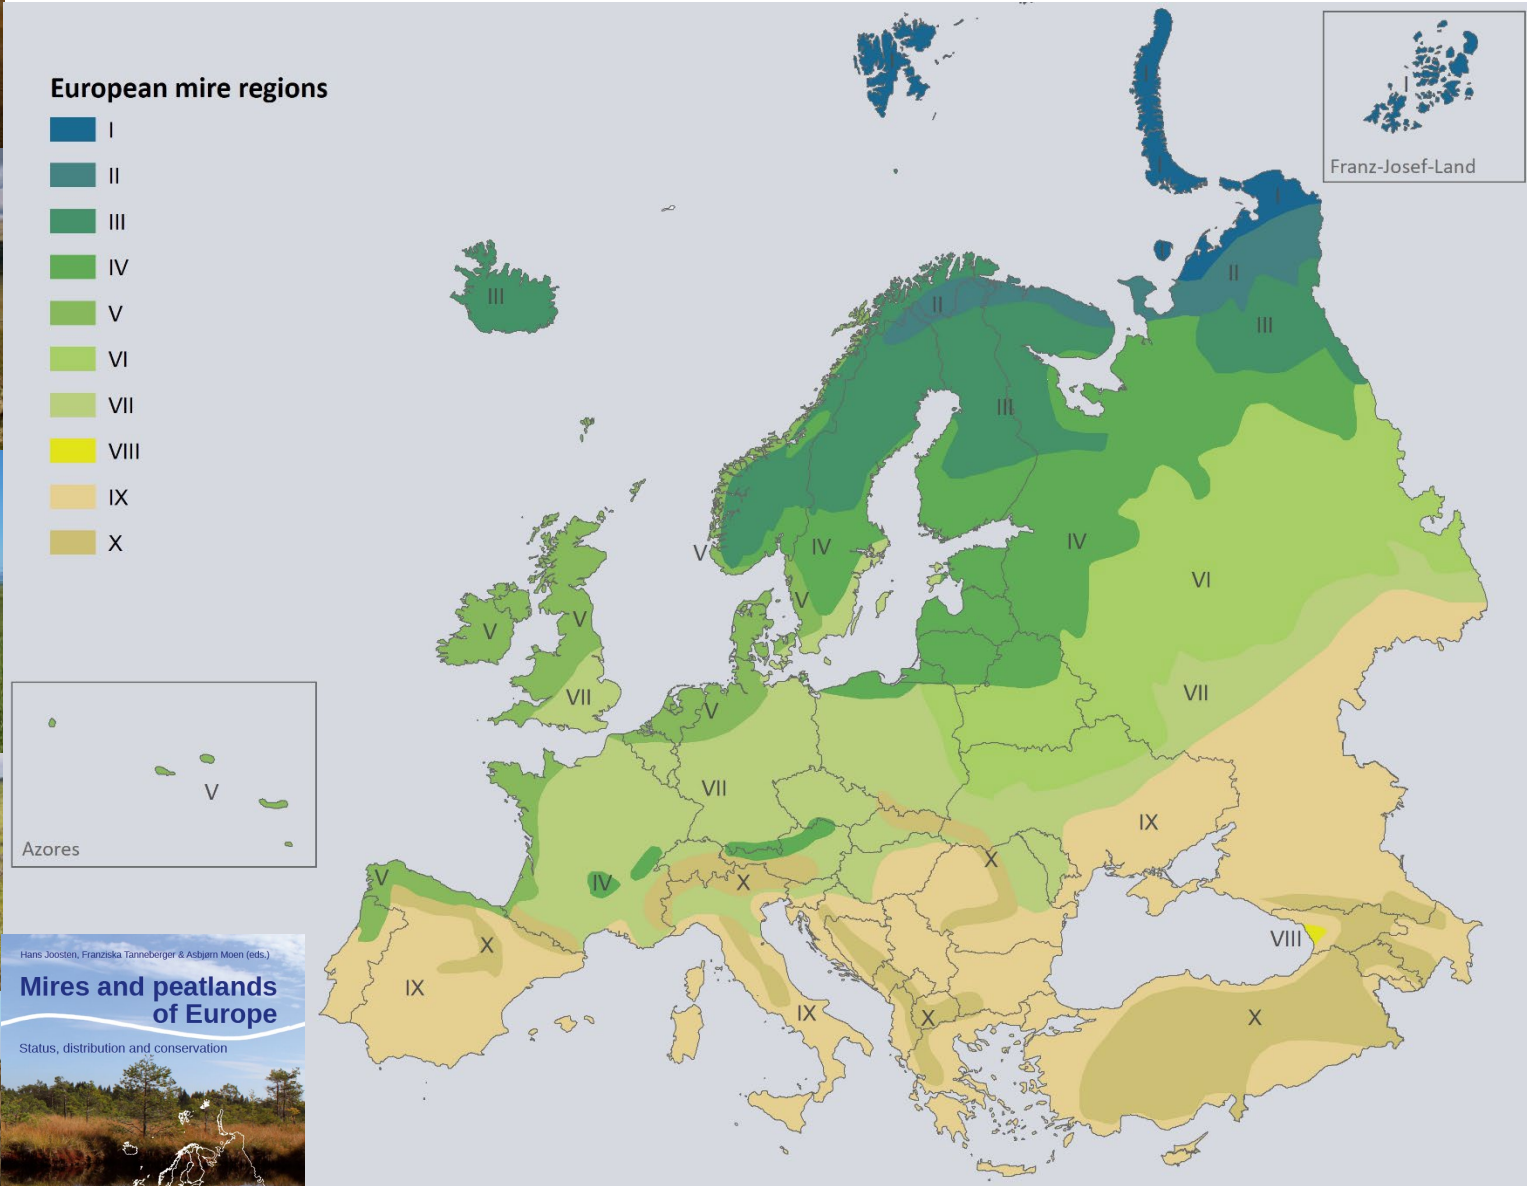 European mire regions
I
II
III
IV
V
VI
VII
VIII
IX
X
I
I
I
I
I
Franz-Josef-Land
II
II
III
III
III
IV
IV
V
V
V
V
VI
VII
VII
V
VII
V
Azores
IV
V
X
X
X
IX
IX
IX
X
X
VIII
Hans Joosten, Franziska Tanneberger & Asbjørn Moen (eds.)
Mires and peatlands
of Europe
Status, distribution and conservation